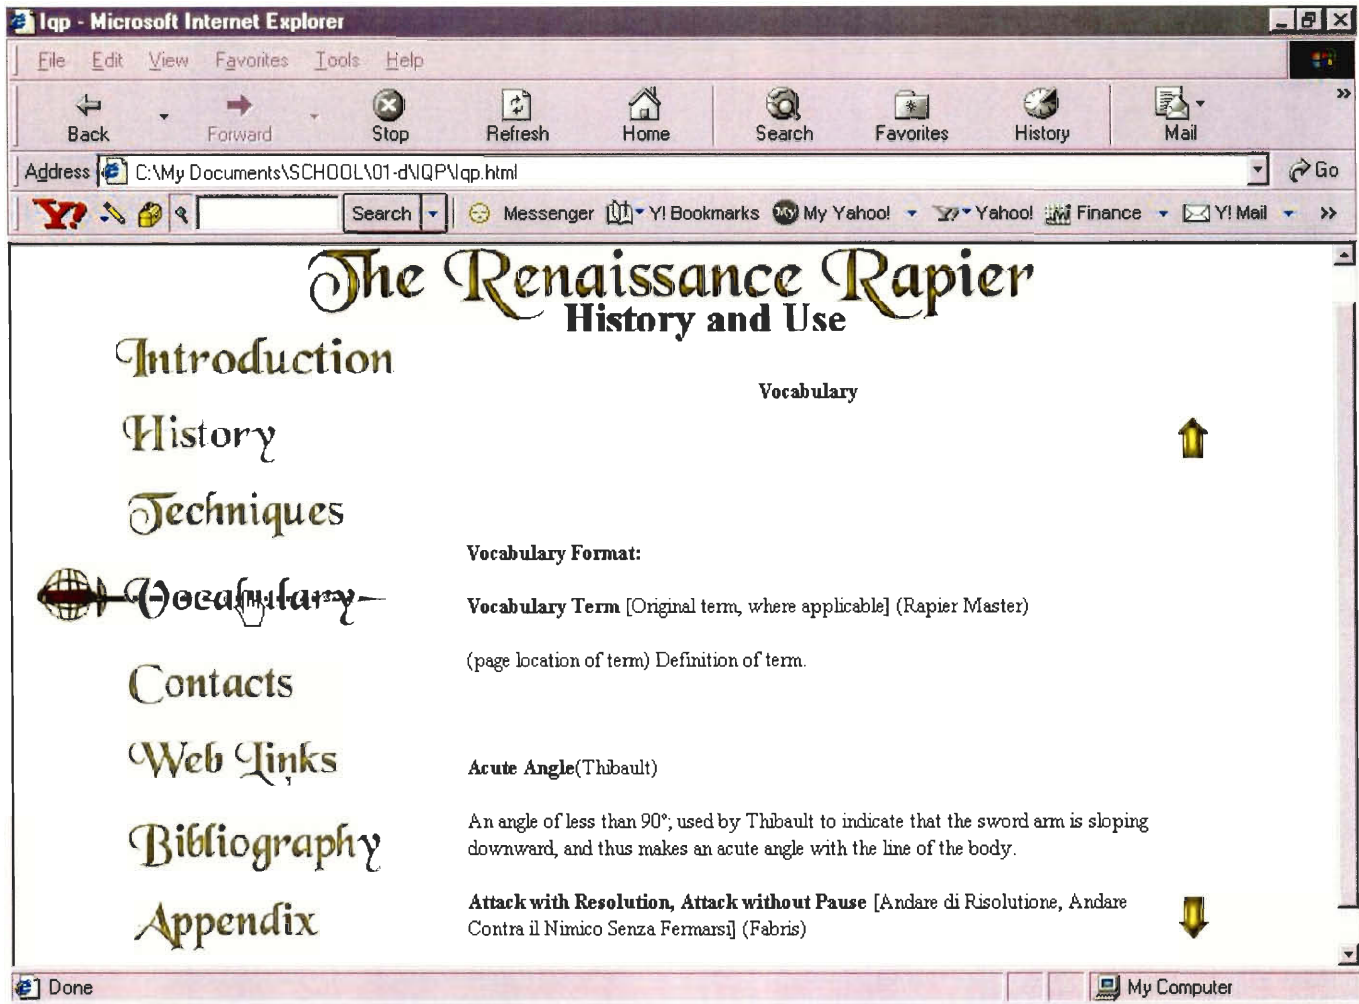 Iqp - Microsoft Internet Explorer
File Edit View Favorites Tools Help
Back Forward Stop Refresh Home Search Favorites History Mail »
Address C:\My Documents\SCHOOL\01-d\IQP\Iqp.html Go
Y! Search Messenger Y! Bookmarks My Yahoo! Yahoo! Finance Y! Mail »
The Renaissance Rapier
History and Use
Introduction
History
Techniques
Vocabulary
Contacts
Web Links
Bibliography
Appendix
Vocabulary
Vocabulary Format:
Vocabulary Term [Original term, where applicable] (Rapier Master)
(page location of term) Definition of term.
Acute Angle(Thibault)
An angle of less than 90°; used by Thibault to indicate that the sword arm is sloping
downward, and thus makes an acute angle with the line of the body.
Attack with Resolution, Attack without Pause [Andare di Risolutione, Andare
Contra il Nimico Senza Fermarsi] (Fabris)
Done My Computer